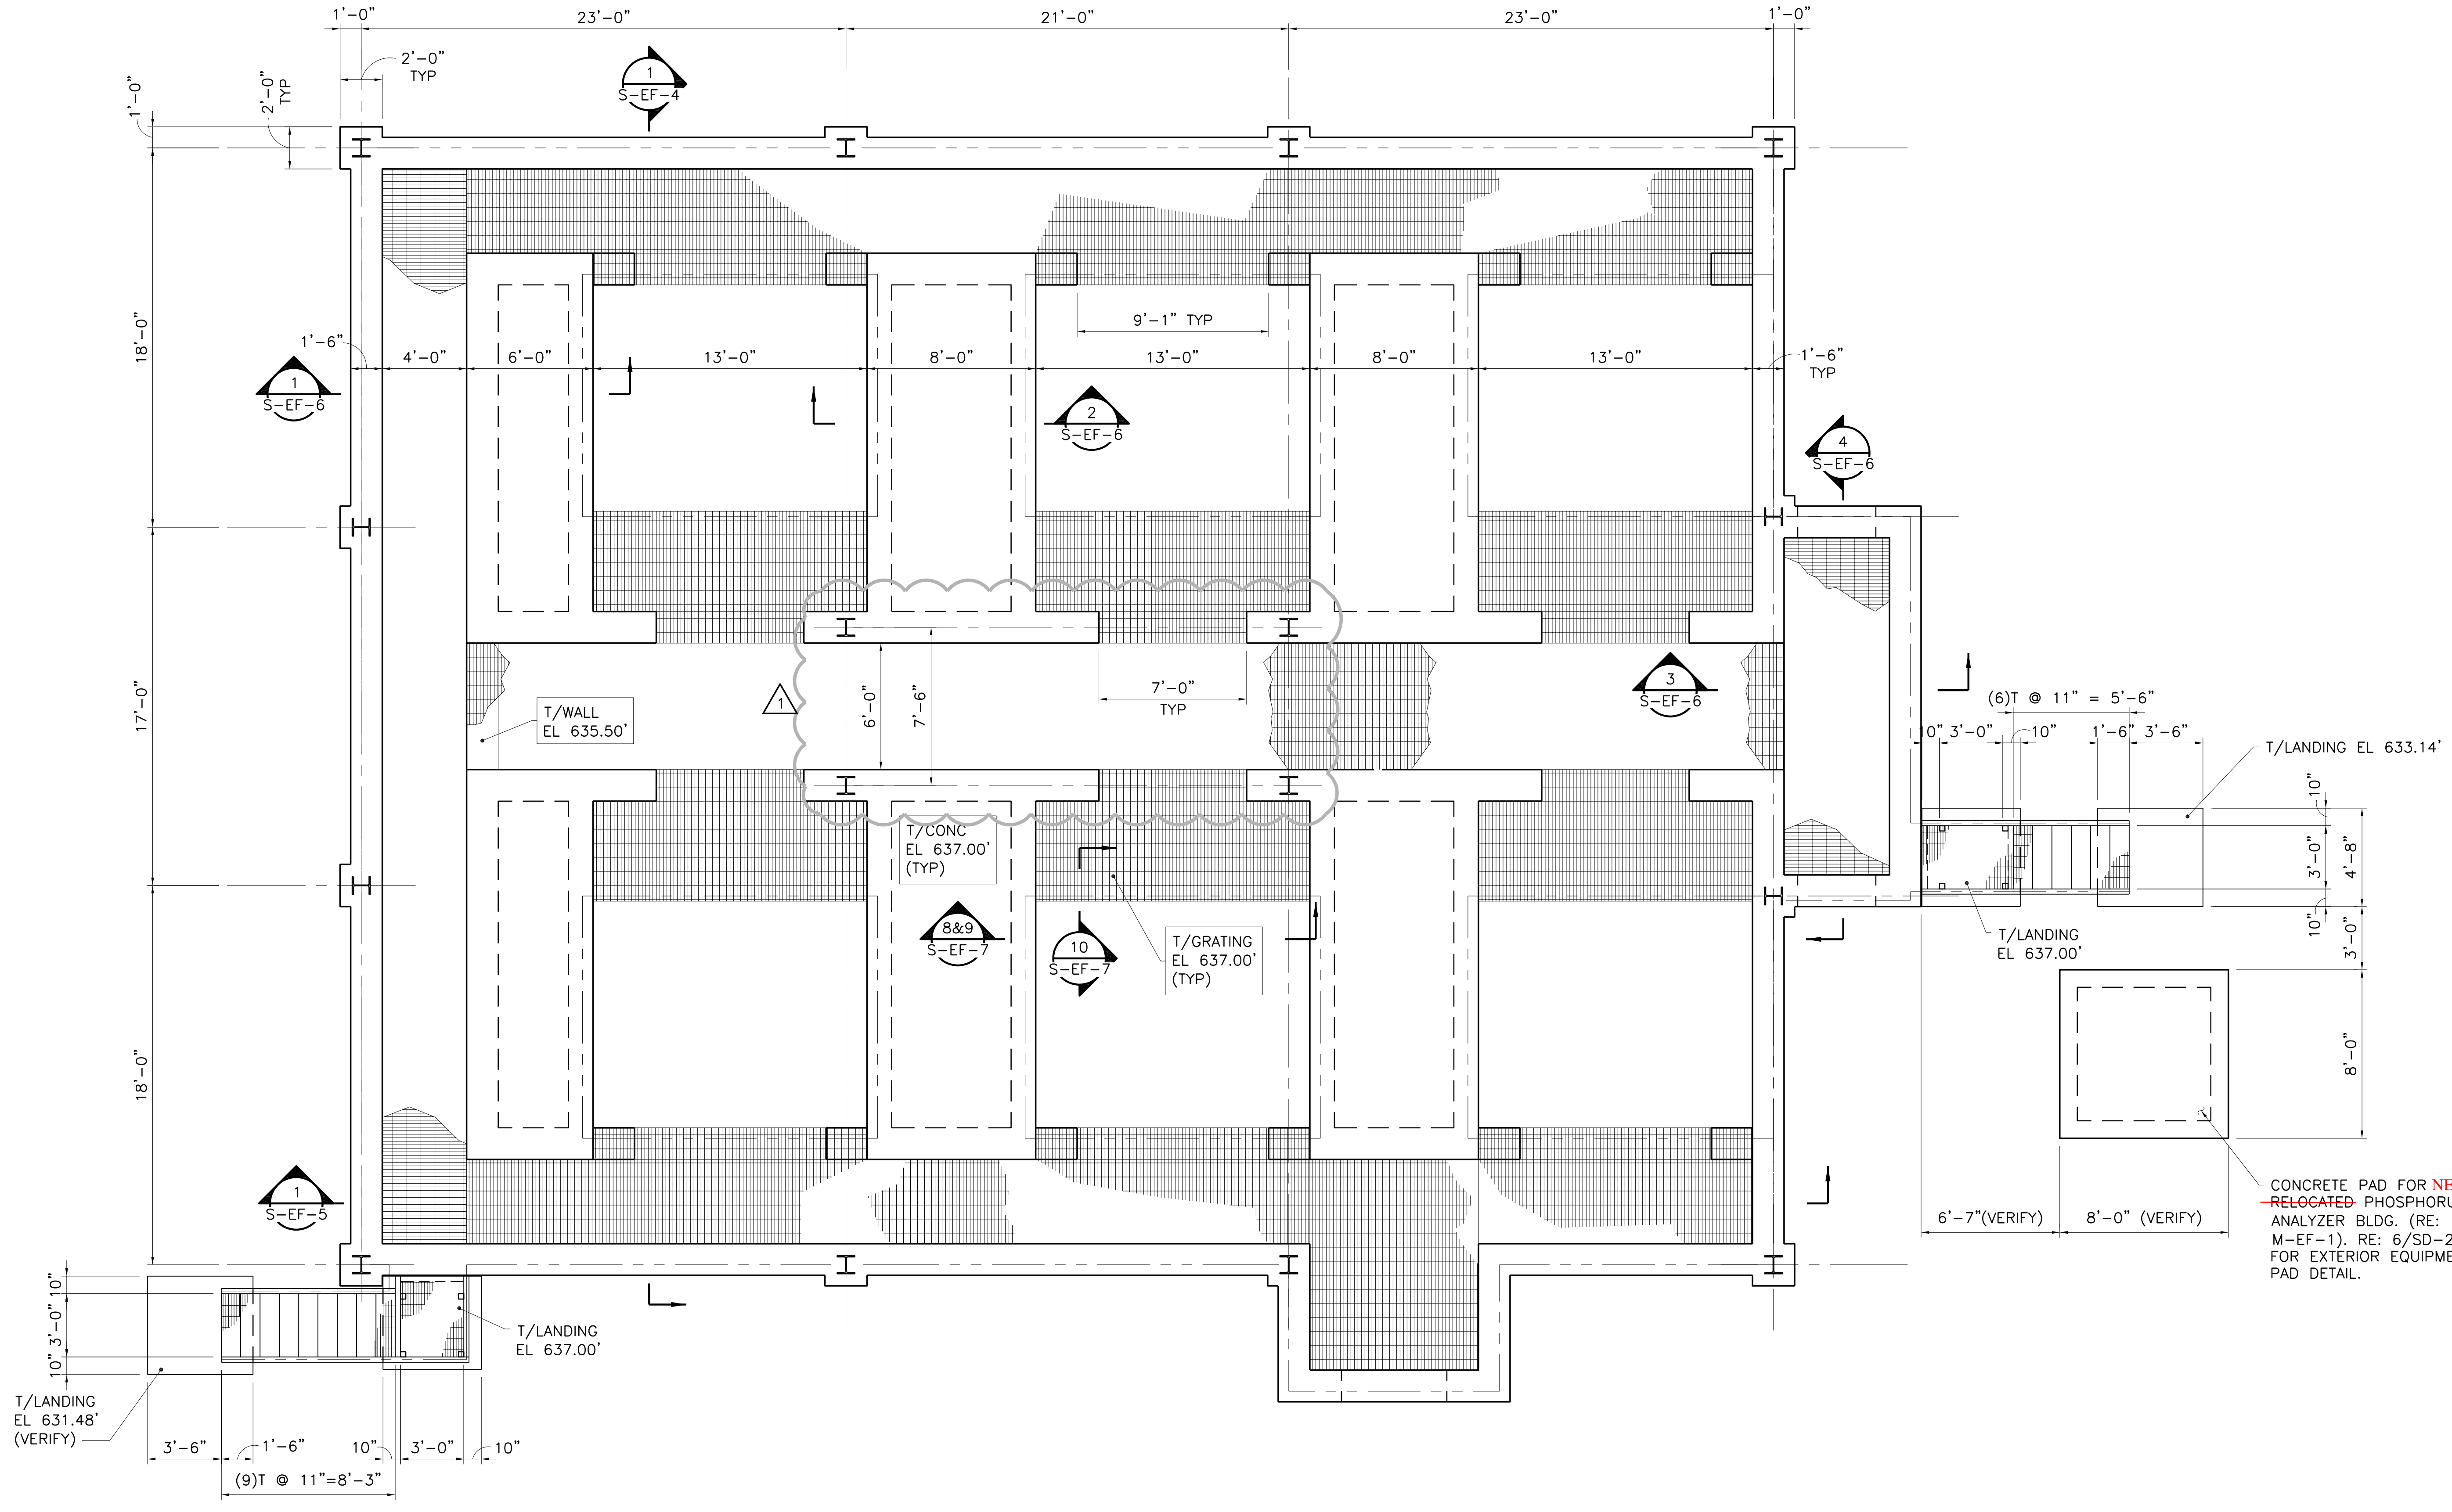 1'-0"
23'-0"
21'-0"
23'-0"
1'-0"
2'-0"
TYP
1
S-EF-4
1'-0"
2'-0"
TYP
18'-0"
9'-1" TYP
1'-6"
4'-0"
6'-0"
13'-0"
8'-0"
13'-0"
8'-0"
13'-0"
1'-6"
TYP
1
S-EF-6
2
S-EF-6
4
S-EF-6
17'-0"
T/WALL
EL 635.50'
1
6'-0"
7'-6"
7'-0"
TYP
3
S-EF-6
(6)T @ 11" = 5'-6"
10" 3'-0"
10"
1'-6"
3'-6"
T/LANDING EL 633.14'
10"
3'-0"
4'-8"
10"
3'-0"
T/CONC
EL 637.00'
(TYP)
8&9
S-EF-7
10
S-EF-7
T/GRATING
EL 637.00'
(TYP)
T/LANDING
EL 637.00'
18'-0"
8'-0"
1
S-EF-5
CONCRETE PAD FOR
RELOCATED
ANALYZER BLDG. (RE:
M-EF-1). RE: 6/SD-2
FOR EXTERIOR
PAD DETAIL.
6'-7"(VERIFY)
8'-0" (VERIFY)
10"
3'-0"
10"
T/LANDING
EL 637.00'
T/LANDING
EL 631.48'
(VERIFY)
3'-6"
1'-6"
10"
3'-0"
10"
(9)T @ 11"=8'-3"